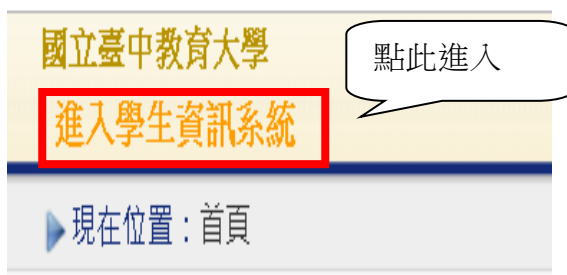 國立臺中教育大學
點此進入
進入學生資訊系統
現在位置：首頁